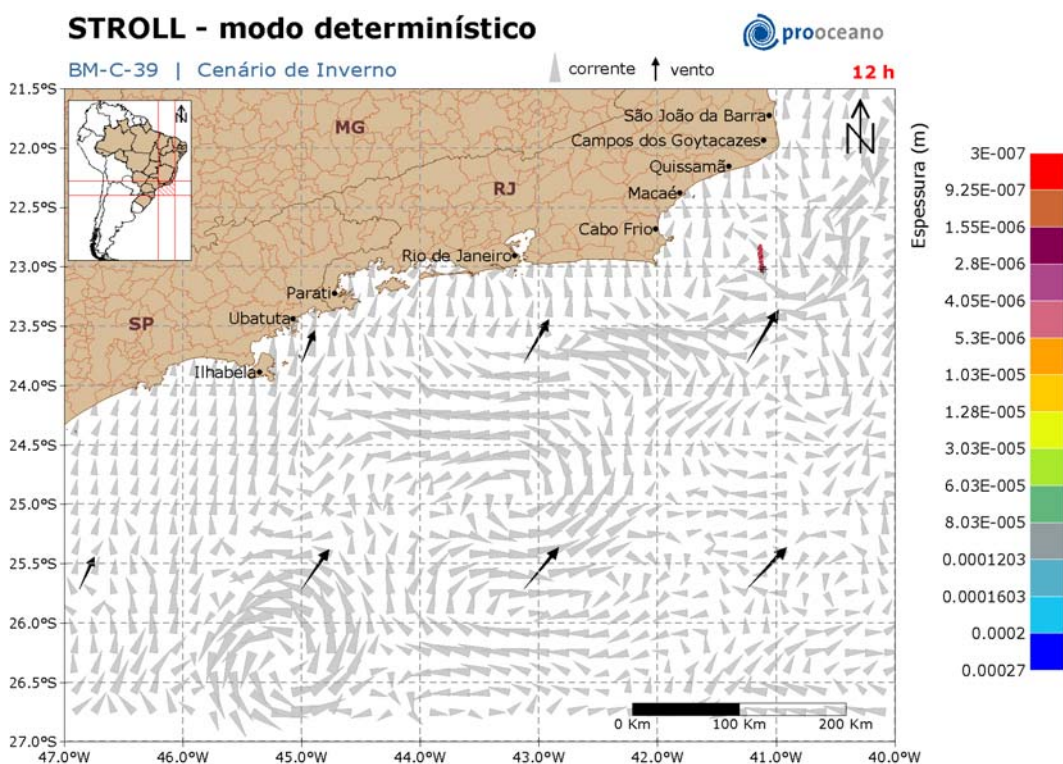 STROLL - modo determinístico
prooceano
BM-C-39 | Cenário de Inverno
corrente
vento
12 h
21.5°S
22.0°S
22.5°S
23.0°S
23.5°S
24.0°S
24.5°S
25.0°S
25.5°S
26.0°S
26.5°S
27.0°S
N
MG
RJ
SP
São João da Barra
Campos dos Goytacazes
Quissamã
Macaé
Cabo Frio
Rio de Janeiro
Parati
Ubatuta
Ilhabela
N
0 Km
100 Km
200 Km
47.0°W
46.0°W
45.0°W
44.0°W
43.0°W
42.0°W
41.0°W
40.0°W
Espessura (m)
3E-007
9.25E-007
1.55E-006
2.8E-006
4.05E-006
5.3E-006
1.03E-005
1.28E-005
3.03E-005
6.03E-005
8.03E-005
0.0001203
0.0001603
0.0002
0.00027